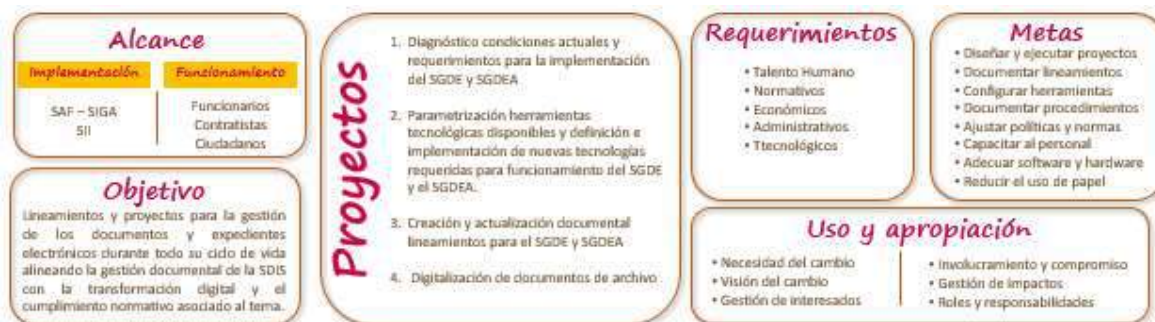 Alcance
Implementación
Funcionamiento
SAF – SIGA
SII
Funcionarios
Contratistas
Ciudadanos
Objetivo
Lineamientos y proyectos para la gestión
de los documentos y expedientes
electrónicos durante todo su ciclo de vida
alineando la gestión documental de la SDIS
con la transformación digital y el
cumplimiento normativo asociado al tema.
Proyectos
1. Diagnóstico condiciones actuales y
requerimientos para la implementación
del SGDE y SGDEA
2. Parametrización herramientas
tecnológicas disponibles y definición e
implementación de nuevas tecnologías
requeridas para funcionamiento del SGDE
y el SGDEA.
3. Creación y actualización documental
lineamientos para el SGDE y SGDEA
4. Digitalización de documentos de archivo
Requerimientos
• Talento Humano
• Normativos
• Económicos
• Administrativos
• Ttecnológicos
Metas
• Diseñar y ejecutar proyectos
• Documentar lineamientos
• Configurar herramientas
• Documentar procedimientos
• Ajustar políticas y normas
• Capacitar al personal
• Adecuar software y hardware
• Reducir el uso de papel
Uso y apropiación
• Necesidad del cambio
• Visión del cambio
• Gestión de interesados
• Involucramiento y compromiso
• Gestión de impactos
• Roles y responsabilidades